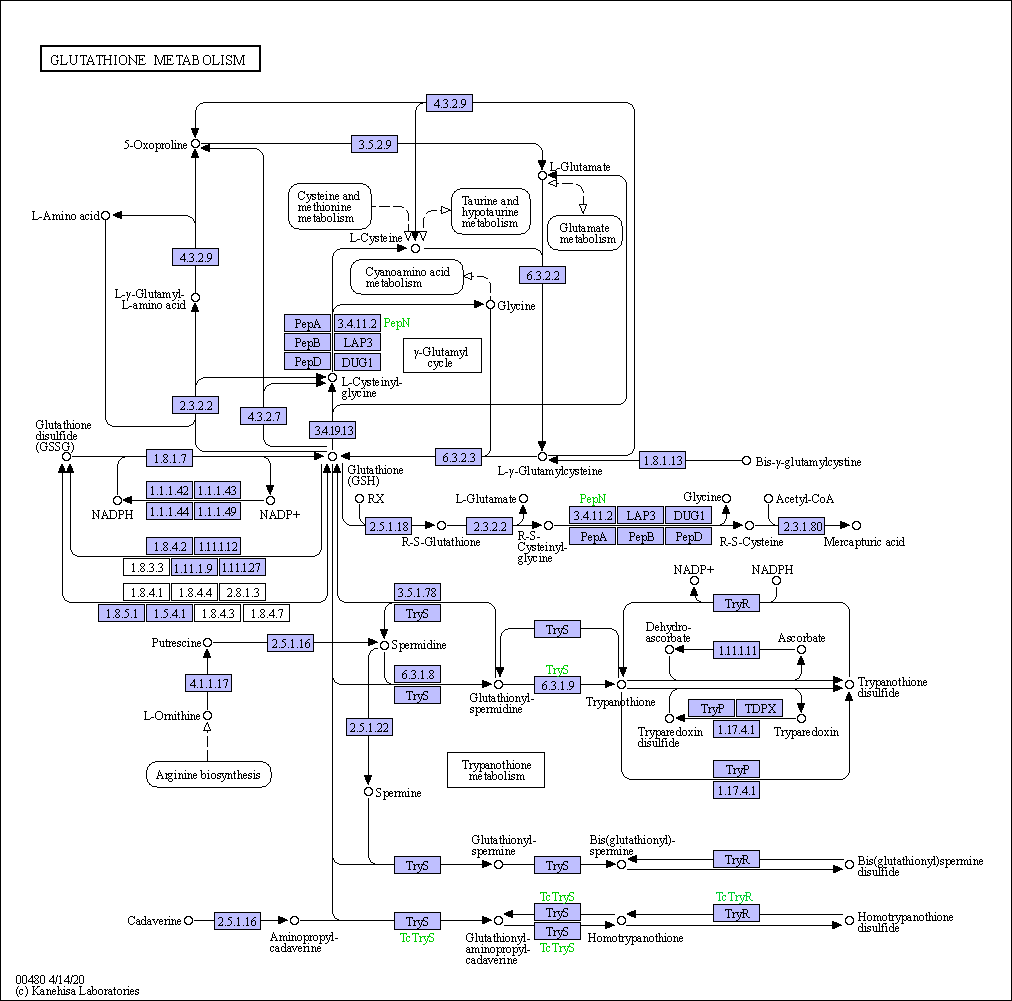 GLUTATHIONE METABOLISM
4.3.2.9
5-Oxoproline
3.5.2.9
L-Glutamate
Cysteine and
methionine
metabolism
Taurine and
hypotaurine
metabolism
L-Amino acid
Glutamate
metabolism
L-Cysteine
4.3.2.9
Cyanoamino acid
metabolism
6.3.2.2
L-γ-Glutamyl-
L-amino acid
Glycine
PepA
3.4.11.2
PepN
PepB
LAP3
γ-Glutamyl
cycle
PepD
DUG1
L-Cysteinyl-
glycine
2.3.2.2
4.3.2.7
3.4.19.13
Glutathione
disulfide
(GSSG)
1.8.1.7
6.3.2.3
1.8.1.13
Bis-γ-glutamylcystine
L-γ-Glutamylcysteine
Glutathione
(GSH)
1.1.1.42
1.1.1.43
1.1.1.44
1.1.1.49
NADPH
NADP+
RX
L-Glutamate
PepN
Glycine
Acetyl-CoA
2.5.1.18
2.3.2.2
3.4.11.2
LAP3
DUG1
2.3.1.80
PepA
PepB
PepD
R-S-Glutathione
R-S-
Cysteinyl-
glycine
R-S-Cysteine
Mercapturic acid
1.8.4.2
1.11.1.12
1.8.3.3
1.11.1.9
1.11.1.27
1.8.4.1
1.8.4.4
2.8.1.3
1.8.5.1
1.5.4.1
1.8.4.3
1.8.4.7
NADP+
NADPH
3.5.1.78
TryS
TryR
Putrescine
2.5.1.16
Spermidine
TryS
Dehydro-
ascorbate
Ascorbate
1.11.1.11
4.1.1.17
6.3.1.8
TryS
TryS
6.3.1.9
Glutathionyl-
spermidine
Trypanothione
Trypanothione
disulfide
L-Ornithine
2.5.1.22
TryP
TDPX
1.17.4.1
Tryparedoxin
disulfide
Tryparedoxin
Arginine biosynthesis
Trypanothione
metabolism
TryP
1.17.4.1
Spermine
Glutathionyl-
spermine
Bis(glutathionyl)-
spermine
TryS
TryS
TryR
Bis(glutathionyl)spermine
disulfide
Cadaverine
2.5.1.16
Aminopropyl-
cadaverine
TryS
TcTryS
Glutathionyl-
aminopropyl-
cadaverine
TcTryS
TryS
TryS
TcTryS
Homotrypanothione
TcTryR
TryR
Homotrypanothione
disulfide
00480 4/14/20
(c) Kanehisa Laboratories